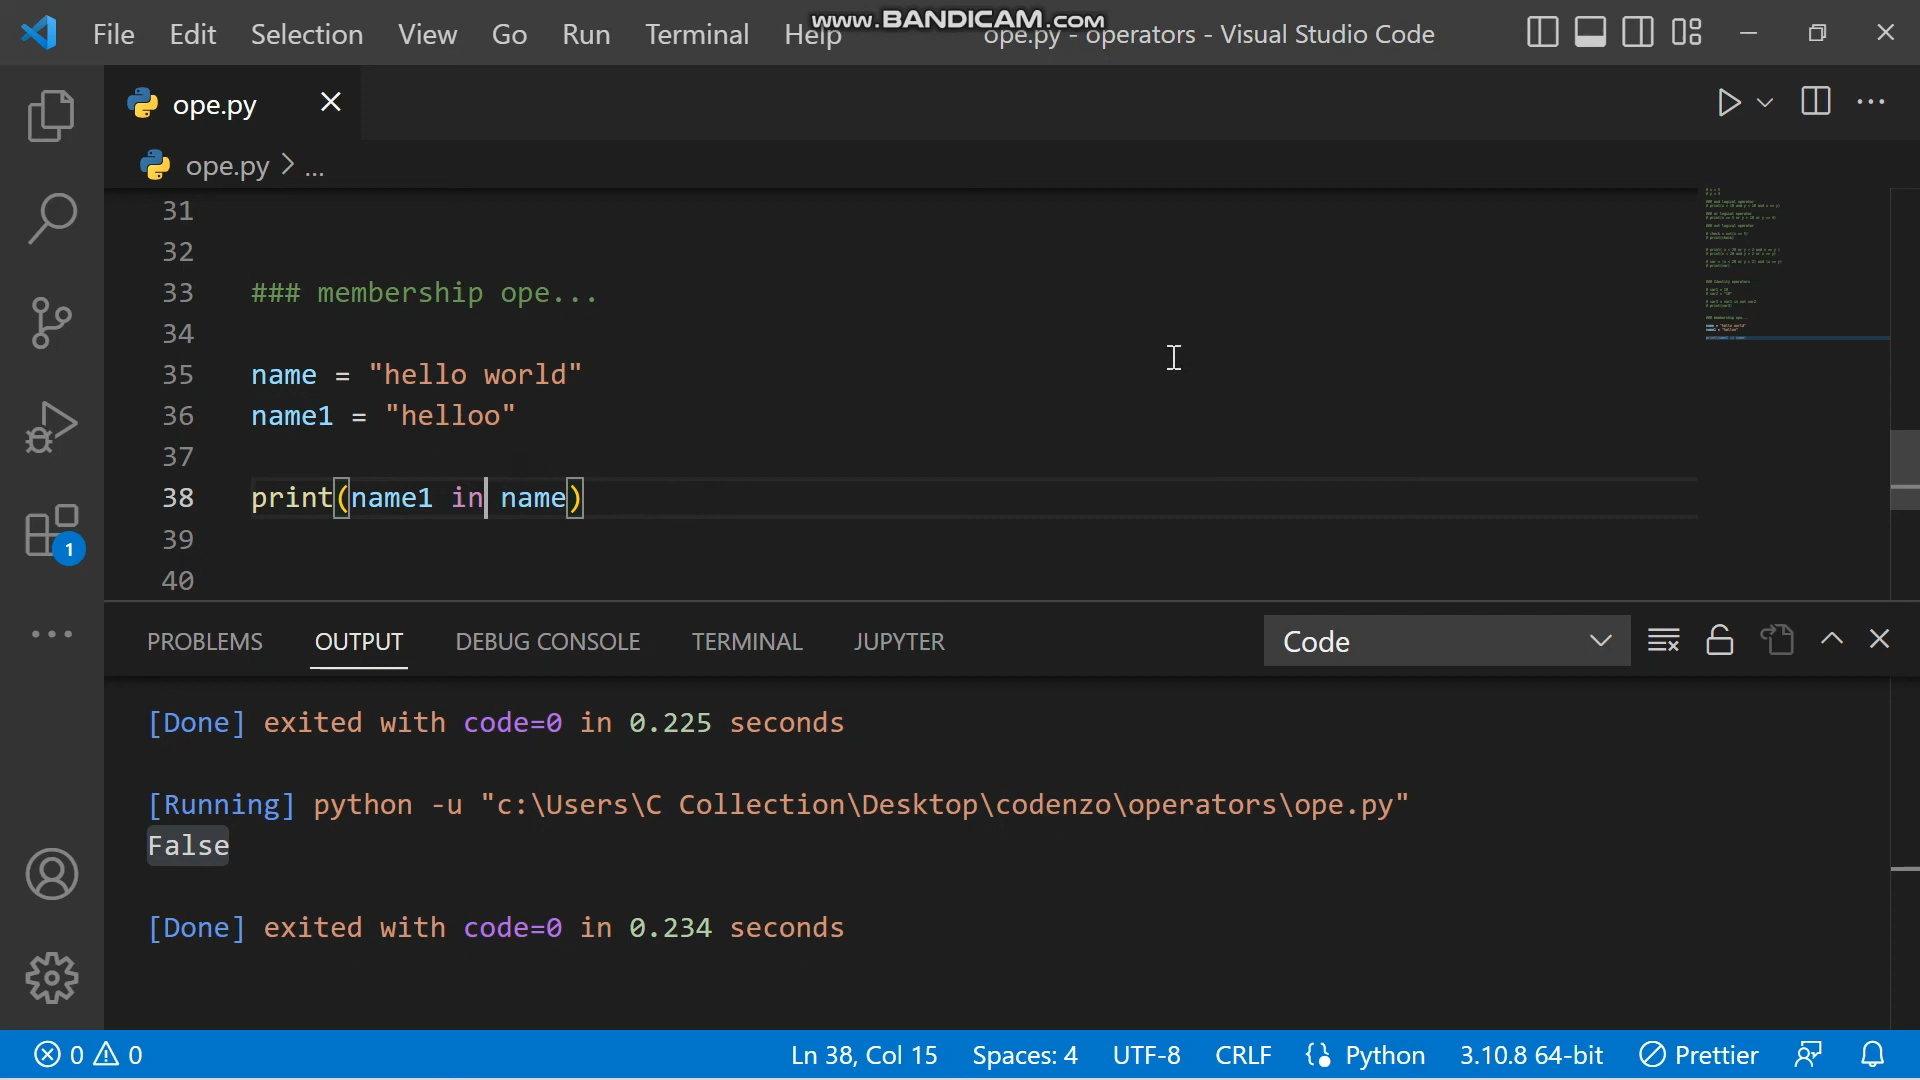 File Edit Selection View Go Run Terminal Help
www.BANDICAM.com
ope.py - operators - Visual Studio Code
ope.py
ope.py > ...
31
32
33 ### membership ope...
34
35 name = "hello world"
36 name1 = "helloo"
37
38 print(name1 in name)
39
40
1
PROBLEMS OUTPUT DEBUG CONSOLE TERMINAL JUPYTER Code
[Done] exited with code=0 in 0.225 seconds
[Running] python -u "c:\Users\C Collection\Desktop\codenzo\operators\ope.py"
False
[Done] exited with code=0 in 0.234 seconds
0 0 Ln 38, Col 15 Spaces: 4 UTF-8 CRLF Python 3.10.8 64-bit Prettier